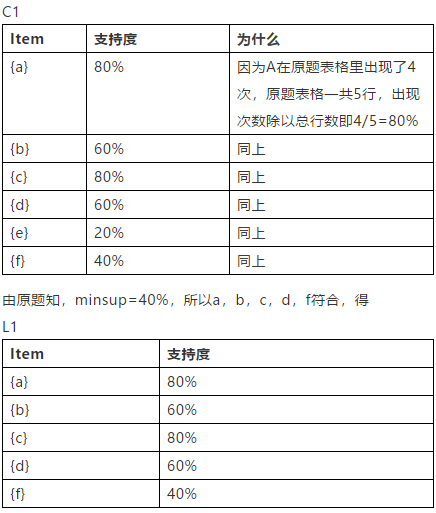 C1
Item 支持度 为什么
{a} 80% 因为A在原题表格里出现了4
次，原题表格一共5行，出现
次数除以总行数即4/5=80%
{b} 60% 同上
{c} 80% 同上
{d} 60% 同上
{e} 20% 同上
{f} 40% 同上
由原题知，minsup=40%，所以a，b，c，d，f符合，得
L1
Item 支持度
{a} 80%
{b} 60%
{c} 80%
{d} 60%
{f} 40%